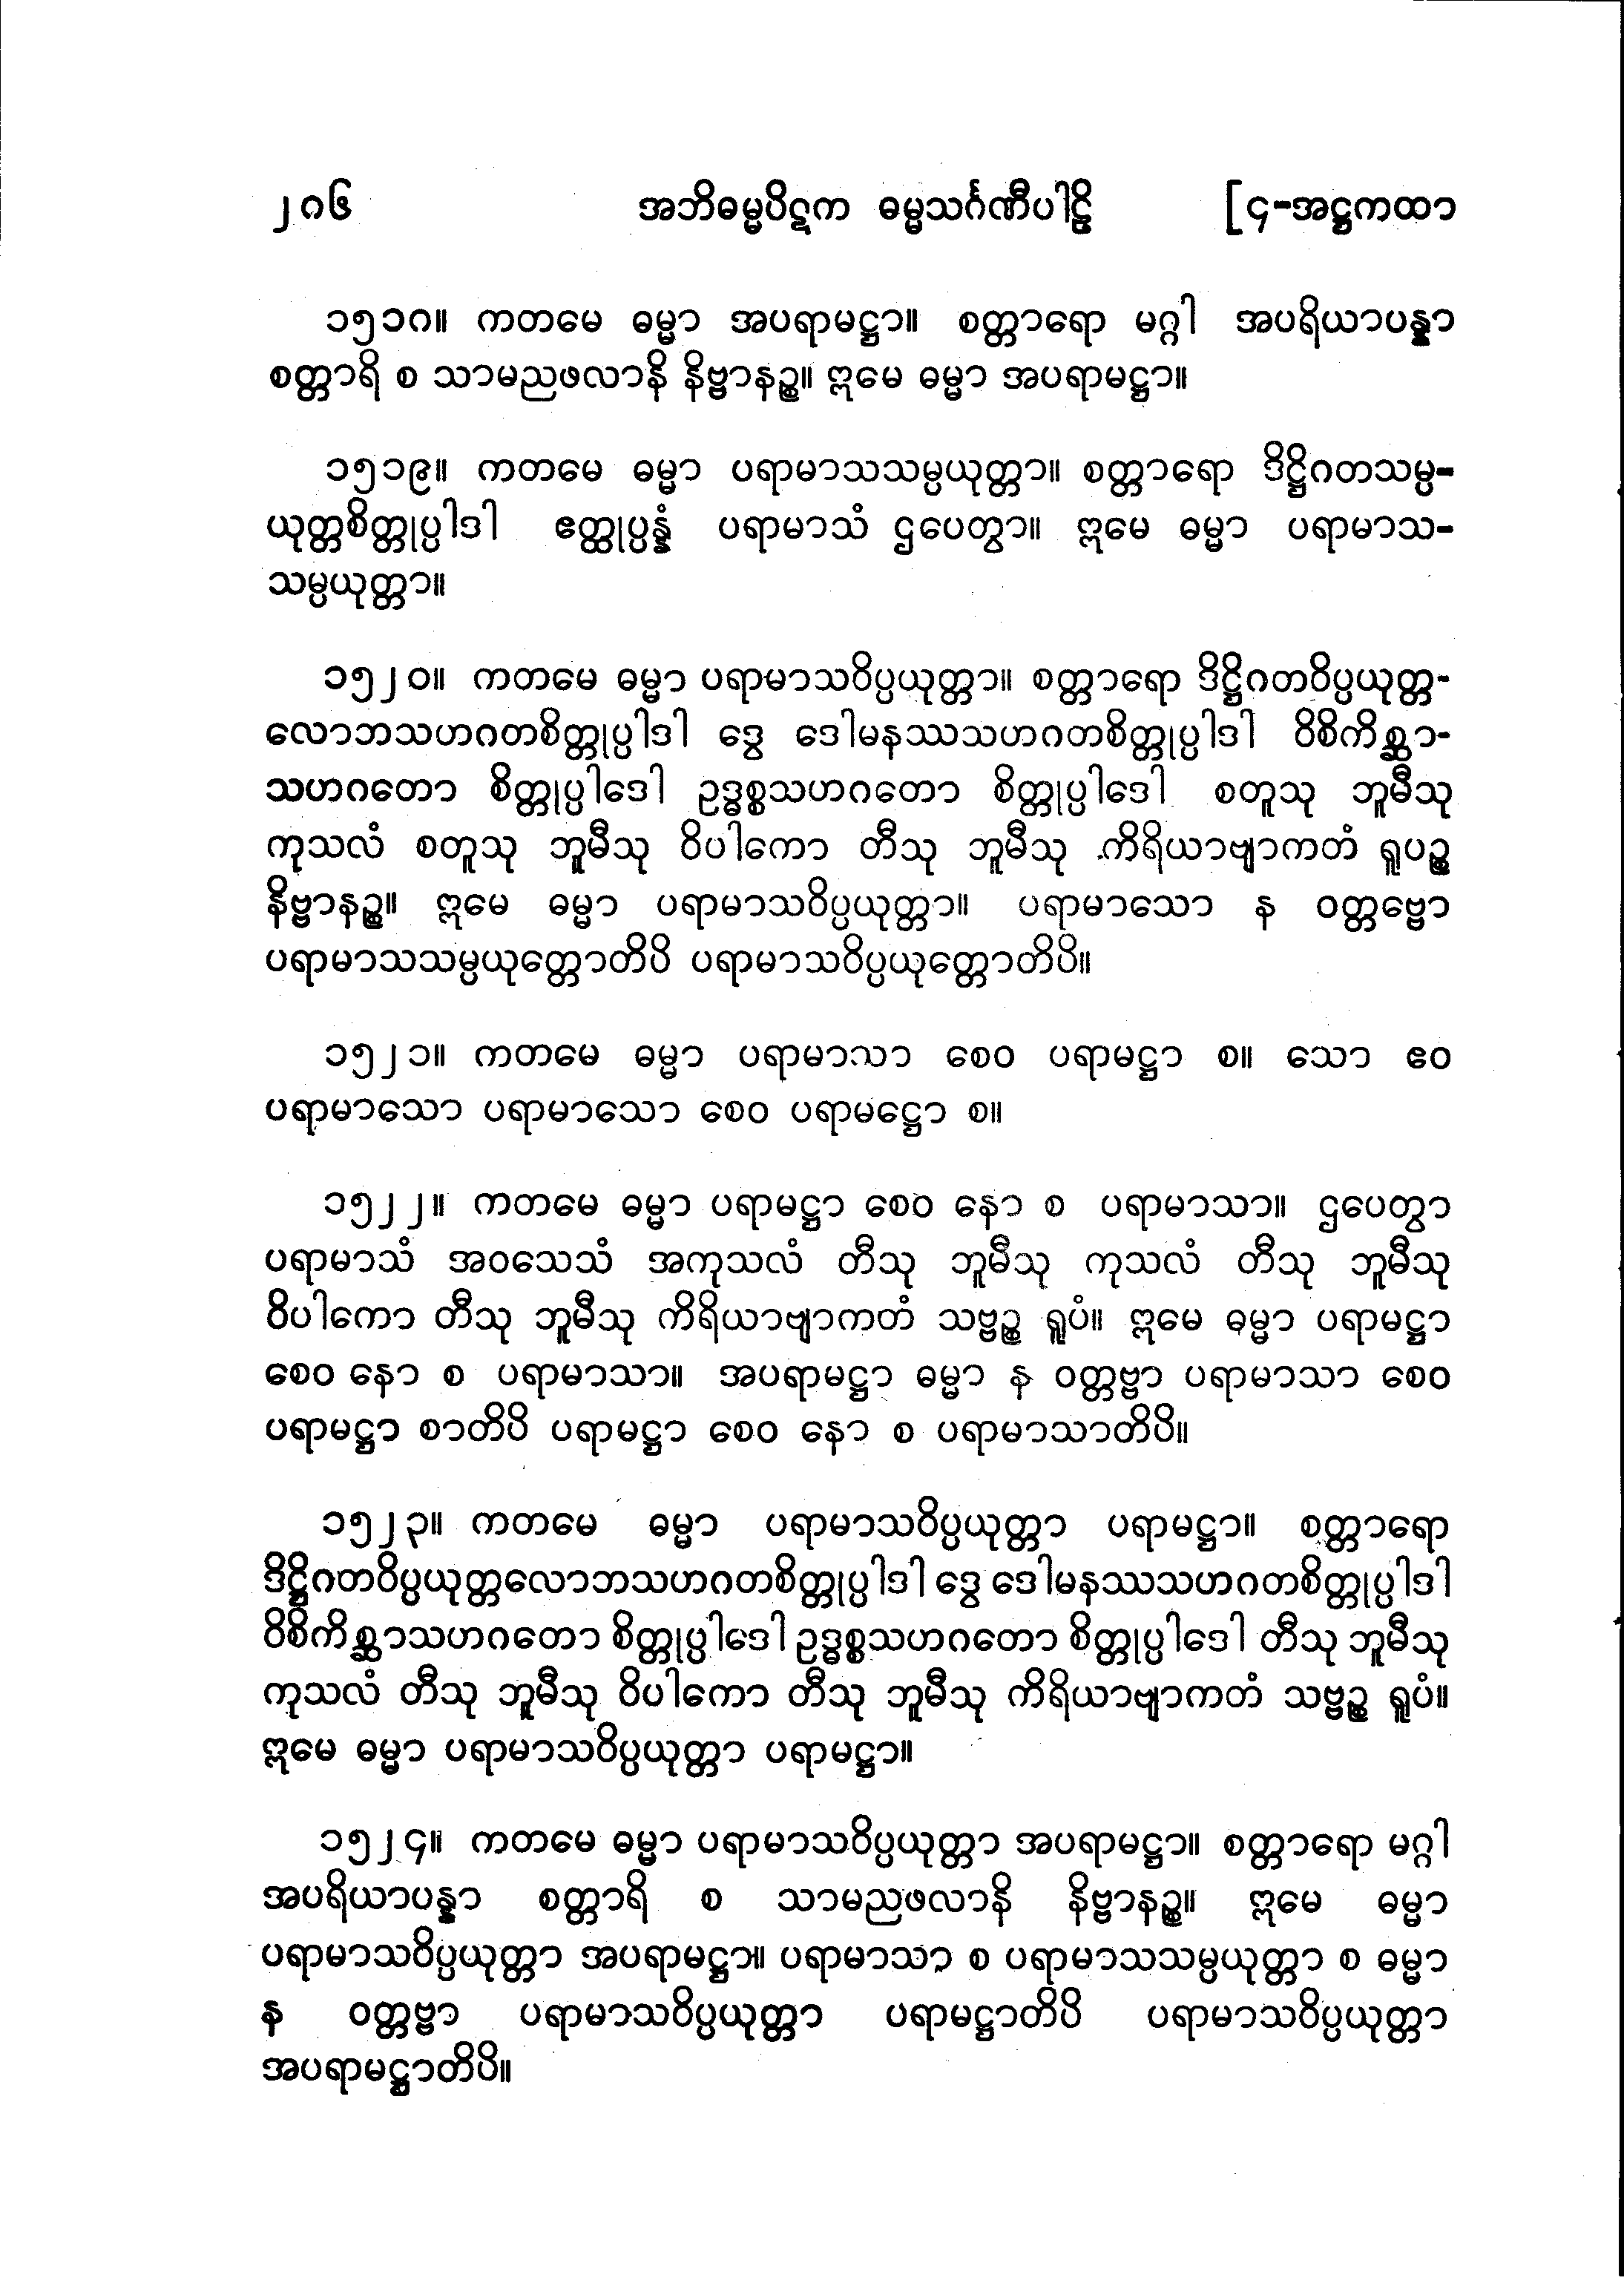 ၂၈၆ အဘိဓမ္မပိဋက ဓမ္မသင်္ဂဏီပါဠိ [၄-အဋ္ဌကထာ
၁၅၁၈။ ကတမေ ဓမ္မာ အပရာမဋ္ဌာ။ စတ္တာရော မဂ္ဂါ အပရိယာပန္နာ
စတ္တာရိ စ သာမညဖလာနိ နိဗ္ဗာနဉ္စ။ ဣမေ ဓမ္မာ အပရာမဋ္ဌာ။
၁၅၁၉။ ကတမေ ဓမ္မာ ပရာမာသသမ္ပယုတ္တာ။ စတ္တာရော ဒိဋ္ဌိဂတသမ္ပ-
ယုတ္တစိတ္တုပ္ပါဒါ ဧတ္ထုပ္ပန္နံ ပရာမာသံ ဌပေတွာ။ ဣမေ ဓမ္မာ ပရာမာသ-
သမ္ပယုတ္တာ။
၁၅၂၀။ ကတမေ ဓမ္မာ ပရာမာသဝိပ္ပယုတ္တာ။ စတ္တာရော ဒိဋ္ဌိဂတဝိပ္ပယုတ္တ-
လောဘသဟဂတစိတ္တုပ္ပါဒါ ဒွေ ဒေါမနဿသဟဂတစိတ္တုပ္ပါဒါ ဝိစိကိစ္ဆာ-
သဟဂတော စိတ္တုပ္ပါဒေါ ဥဒ္ဓစ္စသဟဂတော စိတ္တုပ္ပါဒေါ စတူသု ဘူမီသု
ကုသလံ စတူသု ဘူမီသု ဝိပါကော တီသု ဘူမီသု ကိရိယာဗျာကတံ ရူပဉ္စ
နိဗ္ဗာနဉ္စ။ ဣမေ ဓမ္မာ ပရာမာသဝိပ္ပယုတ္တာ။ ပရာမာသော န ဝတ္တဗ္ဗော
ပရာမာသသမ္ပယုတ္တောတိပိ ပရာမာသဝိပ္ပယုတ္တောတိပိ။
၁၅၂၁။ ကတမေ ဓမ္မာ ပရာမာသာ စေဝ ပရာမဋ္ဌာ စ။ သော ဧဝ
ပရာမာသော ပရာမာသော စေဝ ပရာမဋ္ဌော စ။
၁၅၂၂။ ကတမေ ဓမ္မာ ပရာမဋ္ဌာ စေဝ နော စ ပရာမာသာ။ ဌပေတွာ
ပရာမာသံ အဝသေသံ အကုသလံ တီသု ဘူမီသု ကုသလံ တီသု ဘူမီသု
ဝိပါကော တီသု ဘူမီသု ကိရိယာဗျာကတံ သဗ္ဗဉ္စ ရူပံ။ ဣမေ ဓမ္မာ ပရာမဋ္ဌာ
စေဝ နော စ ပရာမာသာ။ အပရာမဋ္ဌာ ဓမ္မာ န ဝတ္တဗ္ဗာ ပရာမာသာ စေဝ
ပရာမဋ္ဌာ စာတိပိ ပရာမဋ္ဌာ စေဝ နော စ ပရာမာသာတိပိ။
၁၅၂၃။ ကတမေ ဓမ္မာ ပရာမာသဝိပ္ပယုတ္တာ ပရာမဋ္ဌာ။ စတ္တာရော
ဒိဋ္ဌိဂတဝိပ္ပယုတ္တလောဘသဟဂတစိတ္တုပ္ပါဒါ ဒွေ ဒေါမနဿသဟဂတစိတ္တုပ္ပါဒါ
ဝိစိကိစ္ဆာသဟဂတော စိတ္တုပ္ပါဒေါ ဥဒ္ဓစ္စသဟဂတော စိတ္တုပ္ပါဒေါ တီသု ဘူမီသု
ကုသလံ တီသု ဘူမီသု ဝိပါကော တီသု ဘူမီသု ကိရိယာဗျာကတံ သဗ္ဗဉ္စ ရူပံ။
ဣမေ ဓမ္မာ ပရာမာသဝိပ္ပယုတ္တာ ပရာမဋ္ဌာ။
၁၅၂၄။ ကတမေ ဓမ္မာ ပရာမာသဝိပ္ပယုတ္တာ အပရာမဋ္ဌာ။ စတ္တာရော မဂ္ဂါ
အပရိယာပန္နာ စတ္တာရိ စ သာမညဖလာနိ နိဗ္ဗာနဉ္စ။ ဣမေ ဓမ္မာ
ပရာမာသဝိပ္ပယုတ္တာ အပရာမဋ္ဌာ။ ပရာမာသာ စ ပရာမာသသမ္ပယုတ္တာ စ ဓမ္မာ
န ဝတ္တဗ္ဗာ ပရာမာသဝိပ္ပယုတ္တာ ပရာမဋ္ဌာတိပိ ပရာမာသဝိပ္ပယုတ္တာ
အပရာမဋ္ဌာတိပိ။